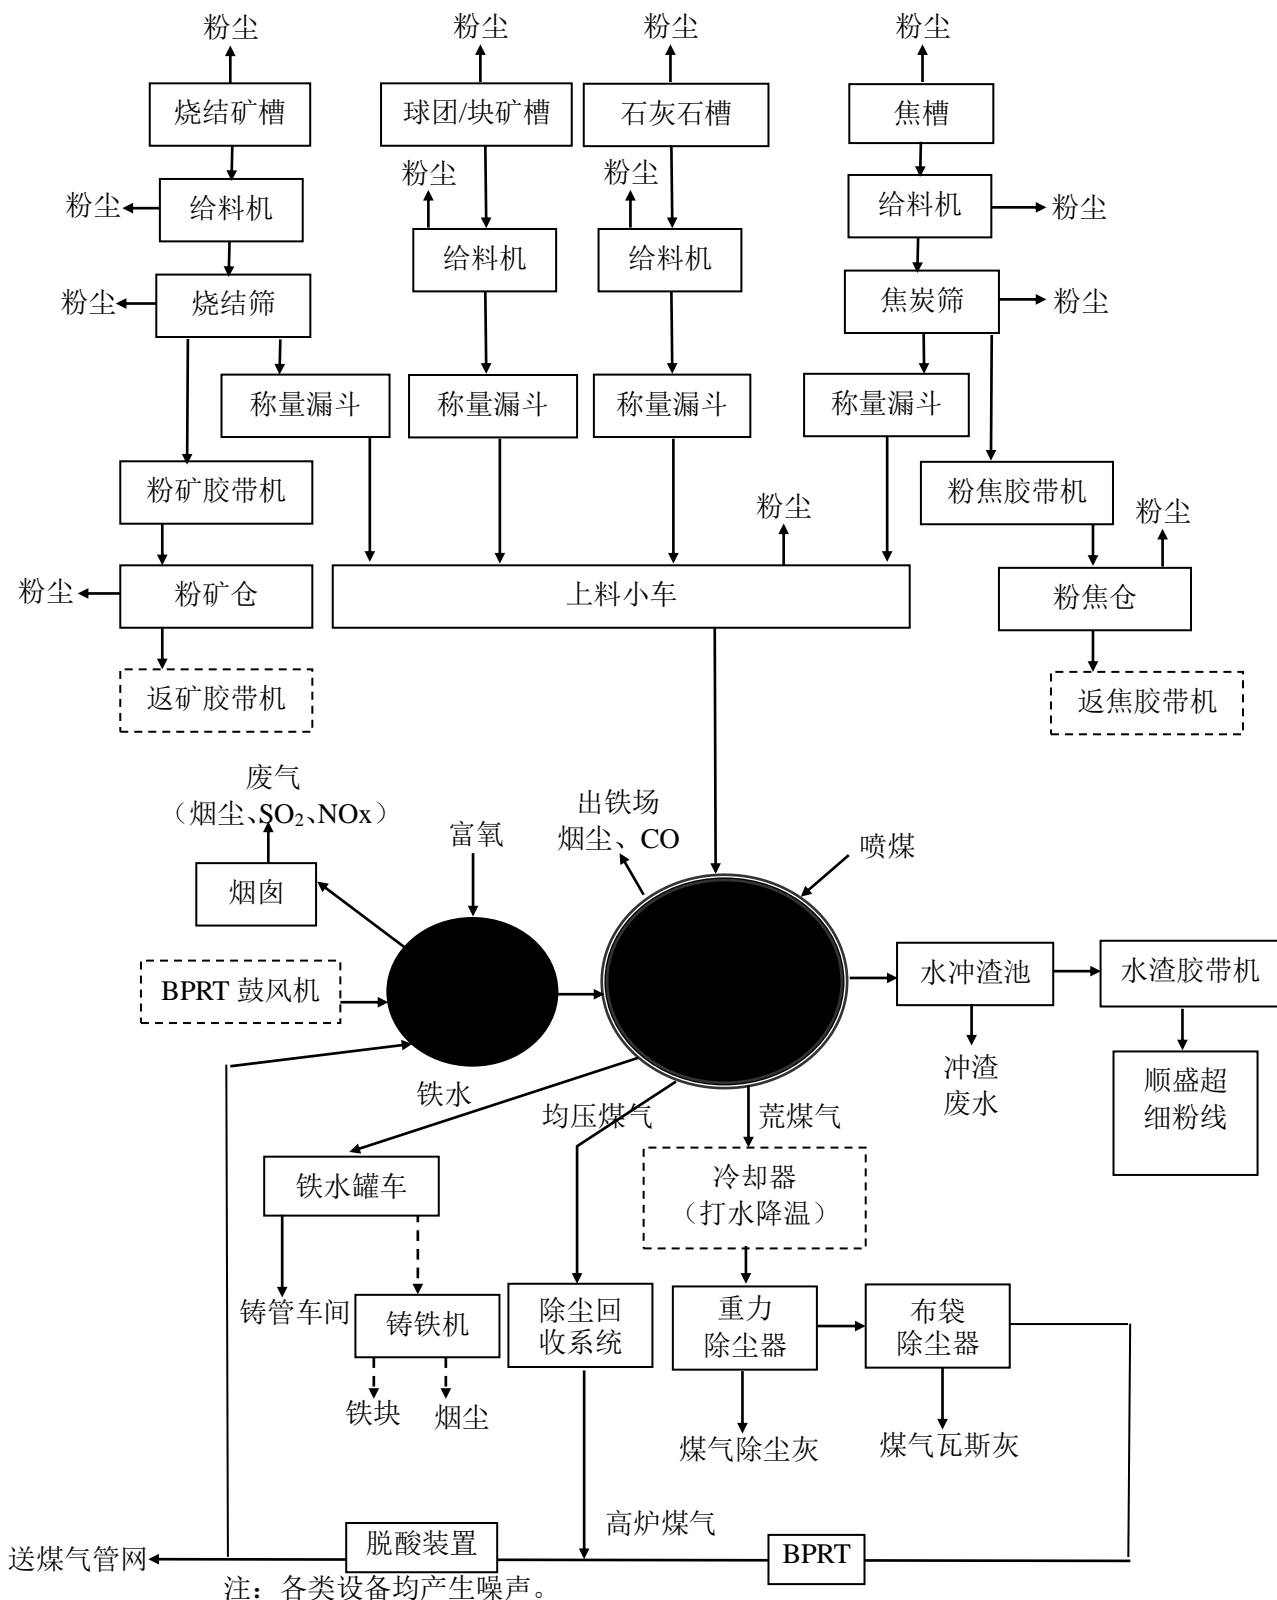 粉尘
粉尘
粉尘
粉尘
烧结矿槽
球团/块矿槽
石灰石槽
焦槽
粉尘
粉尘
粉尘
给料机
给料机
粉尘
给料机
给料机
粉尘
烧结筛
焦炭筛
粉尘
称量漏斗
称量漏斗
称量漏斗
称量漏斗
粉矿胶带机
粉焦胶带机
粉尘
粉尘
粉尘
粉矿仓
上料小车
粉焦仓
返矿胶带机
返焦胶带机
废气
（烟尘、SO₂、NOx）
富氧
出铁场
烟尘、CO
喷煤
烟囱
BPRT 鼓风机
水冲渣池
水渣胶带机
冲渣
废水
顺盛超
细粉线
铁水
均压煤气
荒煤气
铁水罐车
冷却器
（打水降温）
铸管车间
铸铁机
除尘回
收系统
重力
除尘器
布袋
除尘器
铁块
烟尘
煤气除尘灰
煤气瓦斯灰
高炉煤气
送煤气管网
脱酸装置
BPRT
注：各类设备均产生噪声。